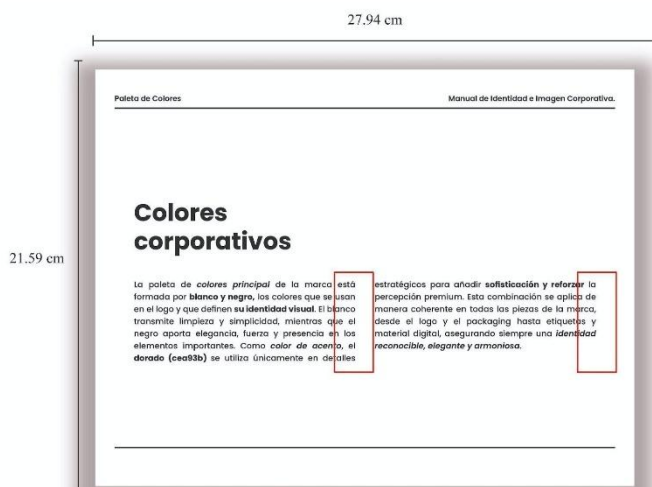 27.94 cm
21.59 cm
Paleta de Colores
Manual de Identidad e Imagen Corporativa.
Colores
corporativos
La paleta de colores principal de la marca está
formada por blanco y negro, los colores que se usan
en el logo y que definen su identidad visual. El blanco
transmite limpieza y simplicidad, mientras que el
negro aporta elegancia, fuerza y presencia en los
elementos importantes. Como color de acento, el
dorado (cea93b) se utiliza únicamente en detalles
estratégicos para añadir sofisticación y reforzar la
percepción premium. Esta combinación se aplica de
manera coherente en todas las piezas de la marca,
desde el logo y el packaging hasta etiquetas y
material digital, asegurando siempre una identidad
reconocible, elegante y armoniosa.